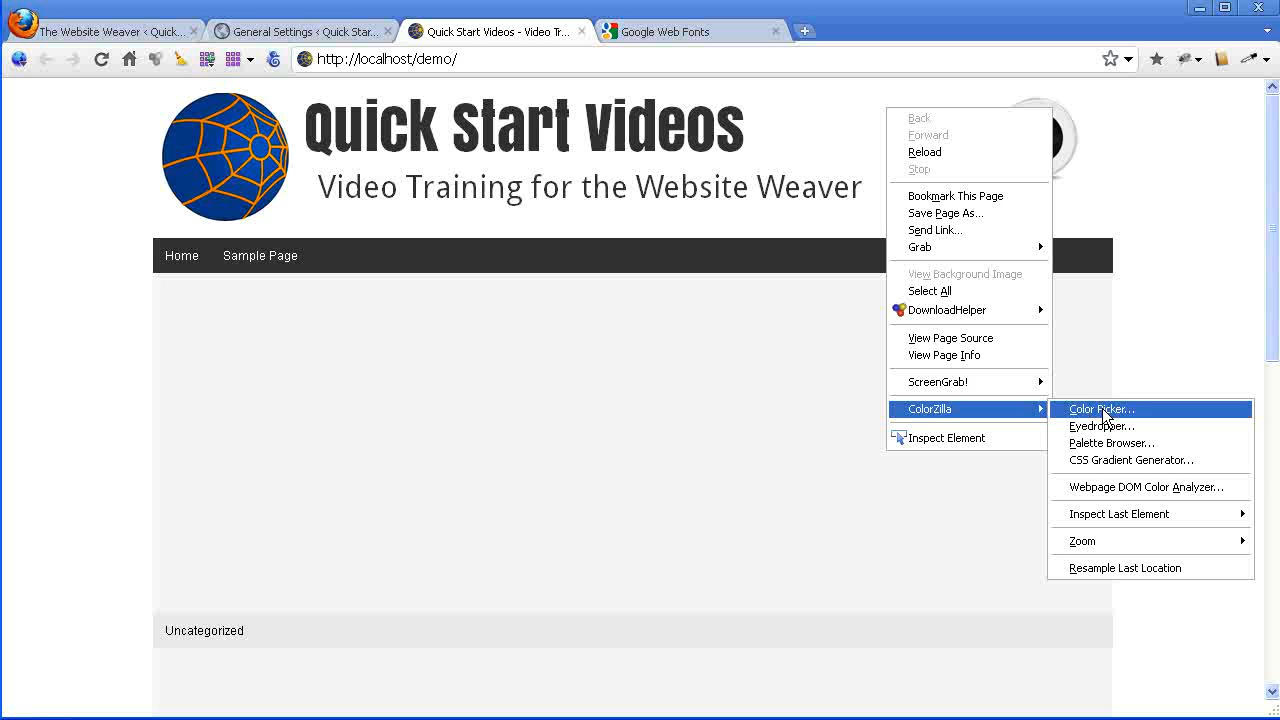 The Website Weaver ‹ Quick...
General Settings ‹ Quick Star...
Quick Start Videos - Video Tr...
Google Web Fonts
http://localhost/demo/
Quick Start Videos
Video Training for the Website Weaver
Home
Sample Page
Back
Forward
Reload
Stop
Bookmark This Page
Save Page As...
Send Link...
Grab
View Background Image
Select All
DownloadHelper
View Page Source
View Page Info
ScreenGrab!
ColorZilla
Inspect Element
Color Picker...
Eyedropper...
Palette Browser...
CSS Gradient Generator...
Webpage DOM Color Analyzer...
Inspect Last Element
Zoom
Resample Last Location
Uncategorized